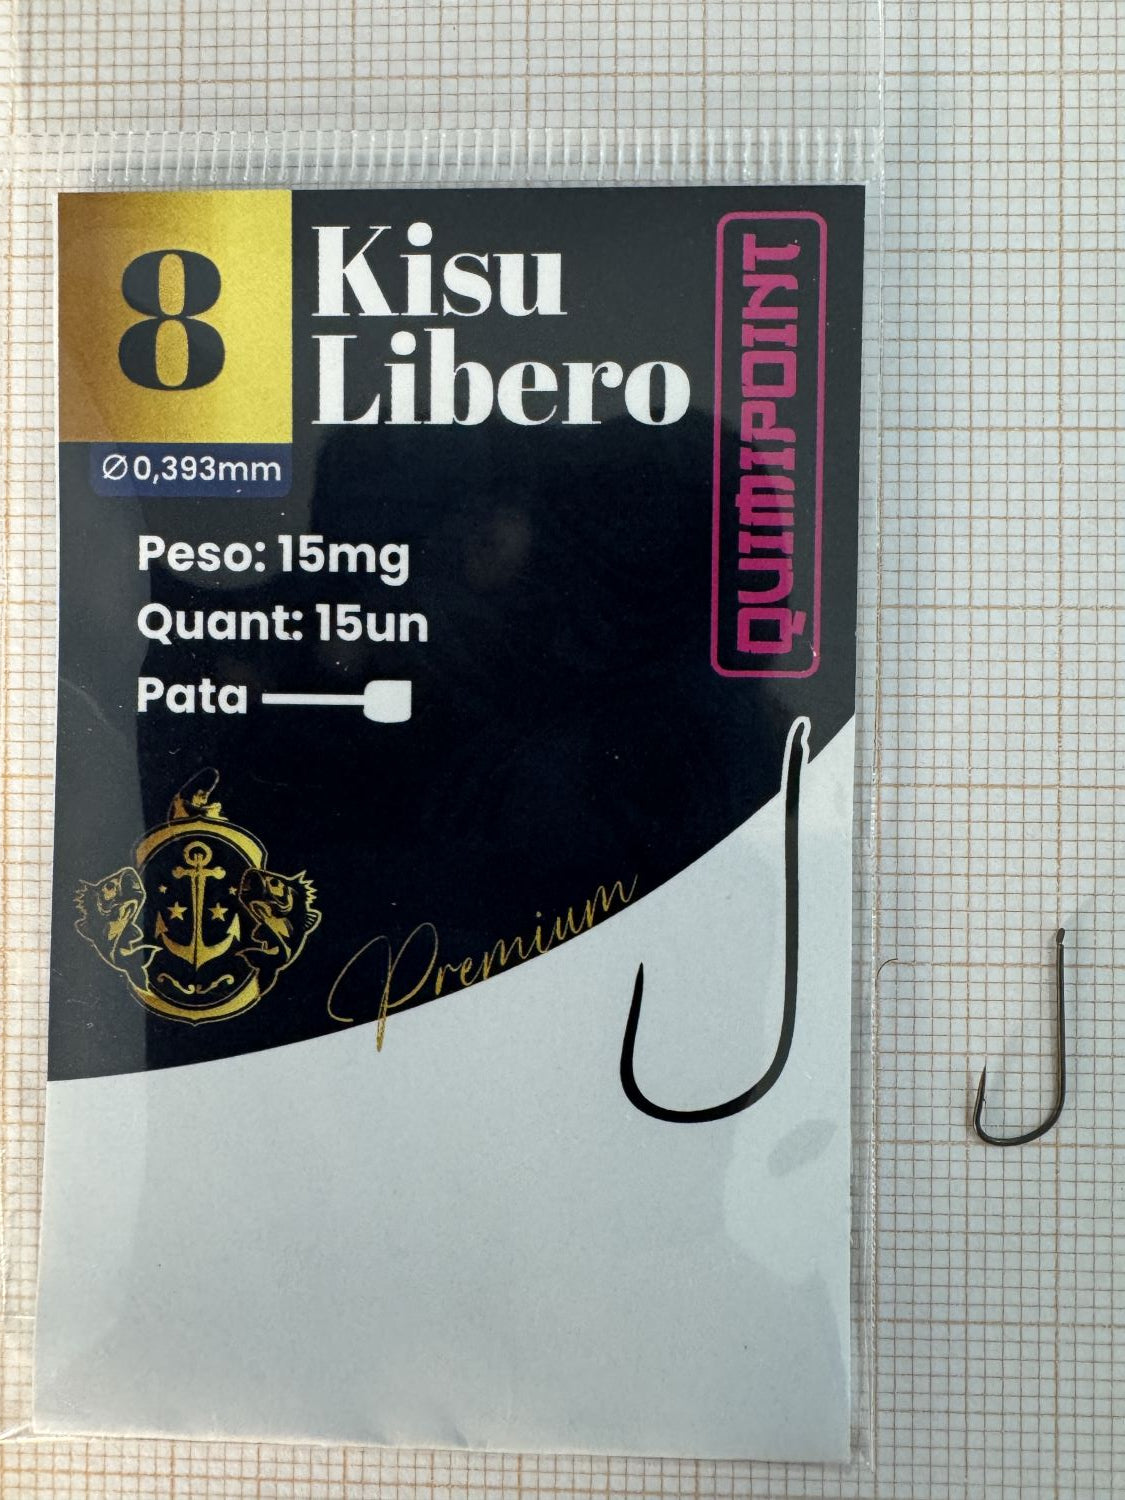 8
Kisu
Libero
Ø 0,393mm
QUIMIPOINT
Peso: 15mg
Quant: 15un
Pata
Premium